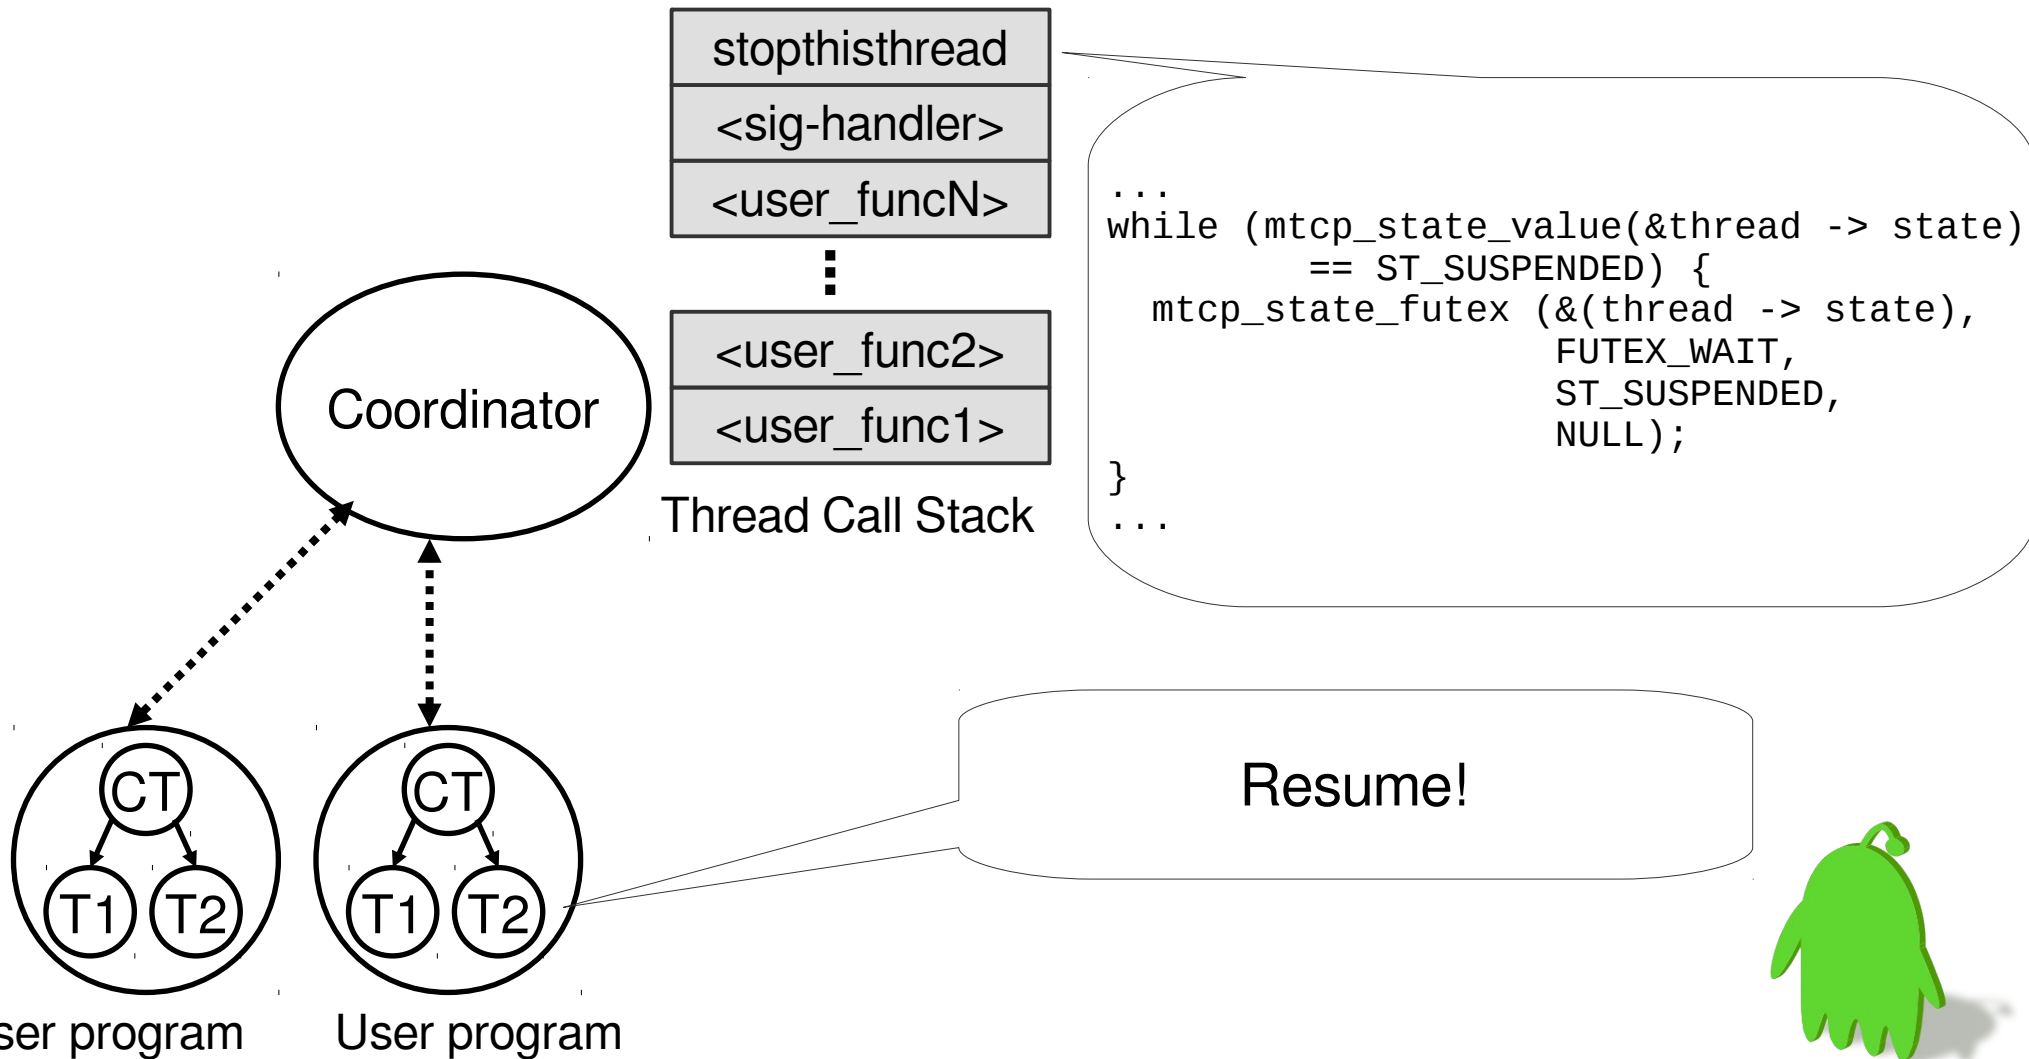 stopthisthread
<sig-handler>
<user_funcN>
<user_func2>
<user_func1>
Thread Call Stack
...
while (mtcp_state_value(&thread -> state)
== ST_SUSPENDED) {
mtcp_state_futex (&(thread -> state),
FUTEX_WAIT,
ST_SUSPENDED,
NULL);
}
...
Coordinator
Resume!
CT
T1 T2
CT
T1 T2
ser program
User program